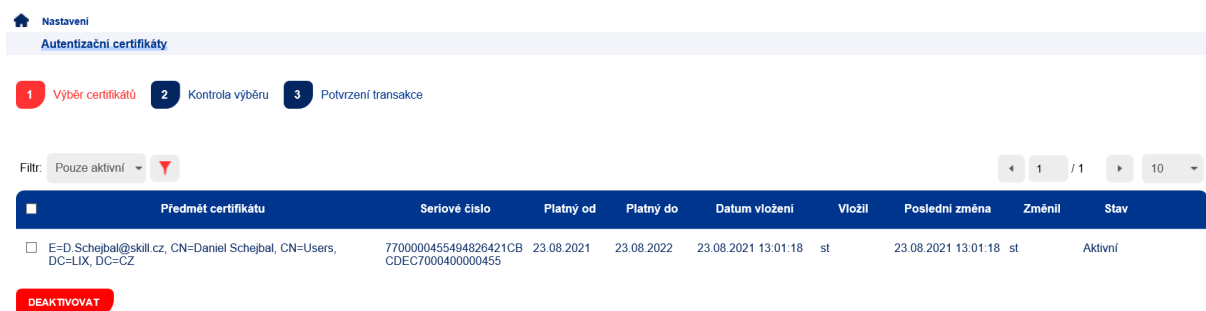 Nastavení
Autentizační certifikáty
1 Výběr certifikátů 2 Kontrola výběru 3 Potvrzení transakce
Filtr: Pouze aktivní 1 / 1 10
Předmět certifikátu Seriové číslo Platný od Platný do Datum vložení Vložil Poslední změna Změnil Stav
E=D.Schejbal@skill.cz, CN=Daniel Schejbal, CN=Users, 7700000455494826421CB 23.08.2021 23.08.2022 23.08.2021 13:01:18 st 23.08.2021 13:01:18 st Aktivní
DC=LIX, DC=CZ CDEC7000400000455
DEAKTIVOVAT